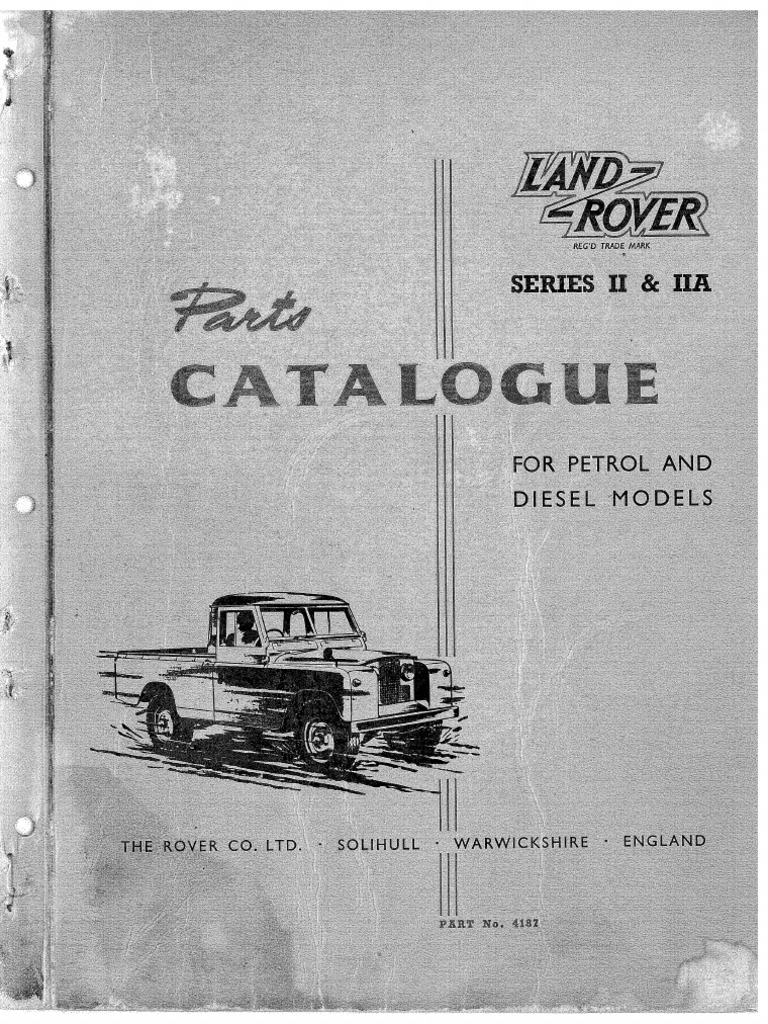 LAND-
ROVER
REG'D TRADE MARK
SERIES II & IIA
Parts
CATALOGUE
FOR PETROL AND
DIESEL MODELS
THE ROVER CO. LTD. · SOLIHULL · WARWICKSHIRE · ENGLAND
PART No. 4187